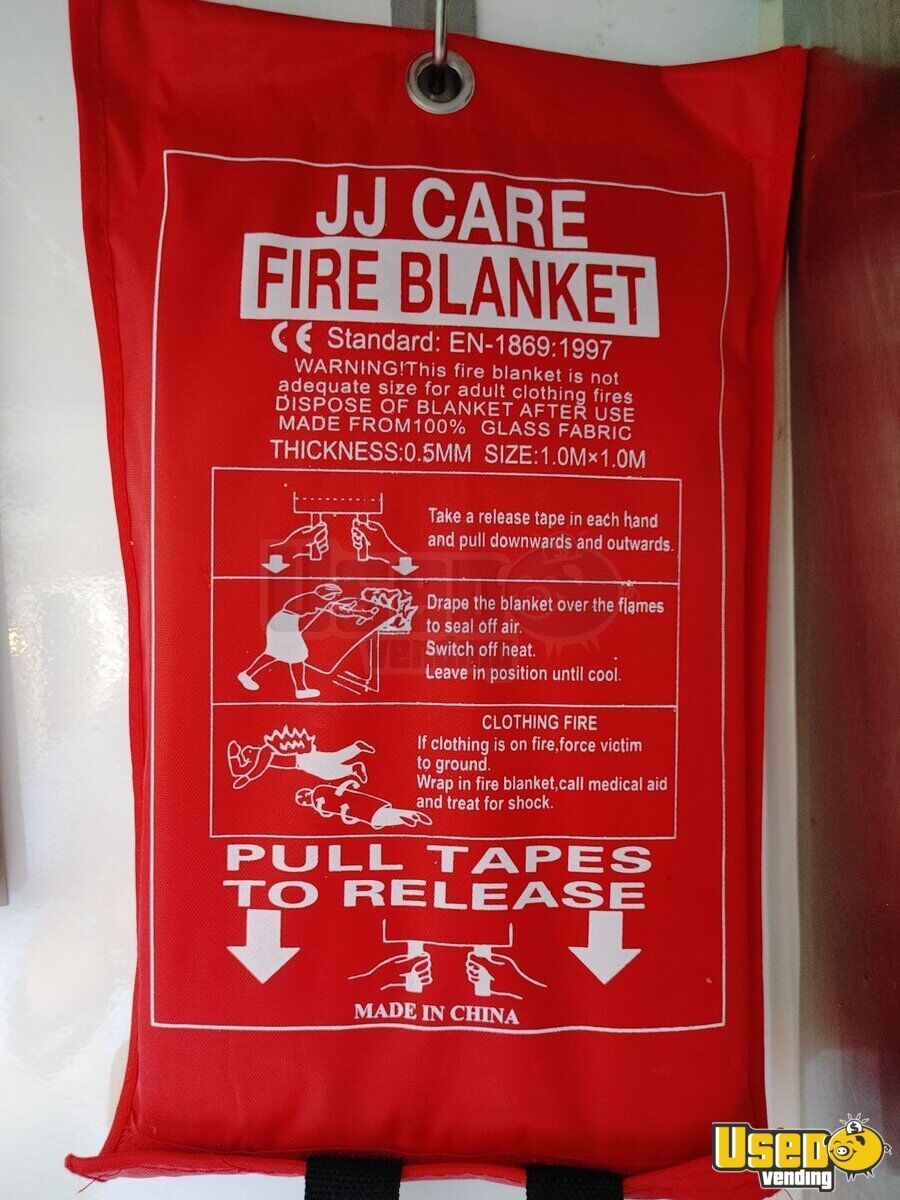 JJ CARE
FIRE BLANKET
CE Standard: EN-1869:1997
WARNING!This fire blanket is not
adequate size for adult clothing fires
DISPOSE OF BLANKET AFTER USE
MADE FROM100% GLASS FABRIC
THICKNESS:0.5MM SIZE:1.0M×1.0M
Take a release tape in each hand
and pull downwards and outwards.
Drape the blanket over the flames
to seal off air.
Switch off heat.
Leave in position until cool.
CLOTHING FIRE
If clothing is on fire,force victim
to ground.
Wrap in fire blanket,call medical aid
and treat for shock.
PULL TAPES
TO RELEASE
MADE IN CHINA
Used
vending
USED
vending